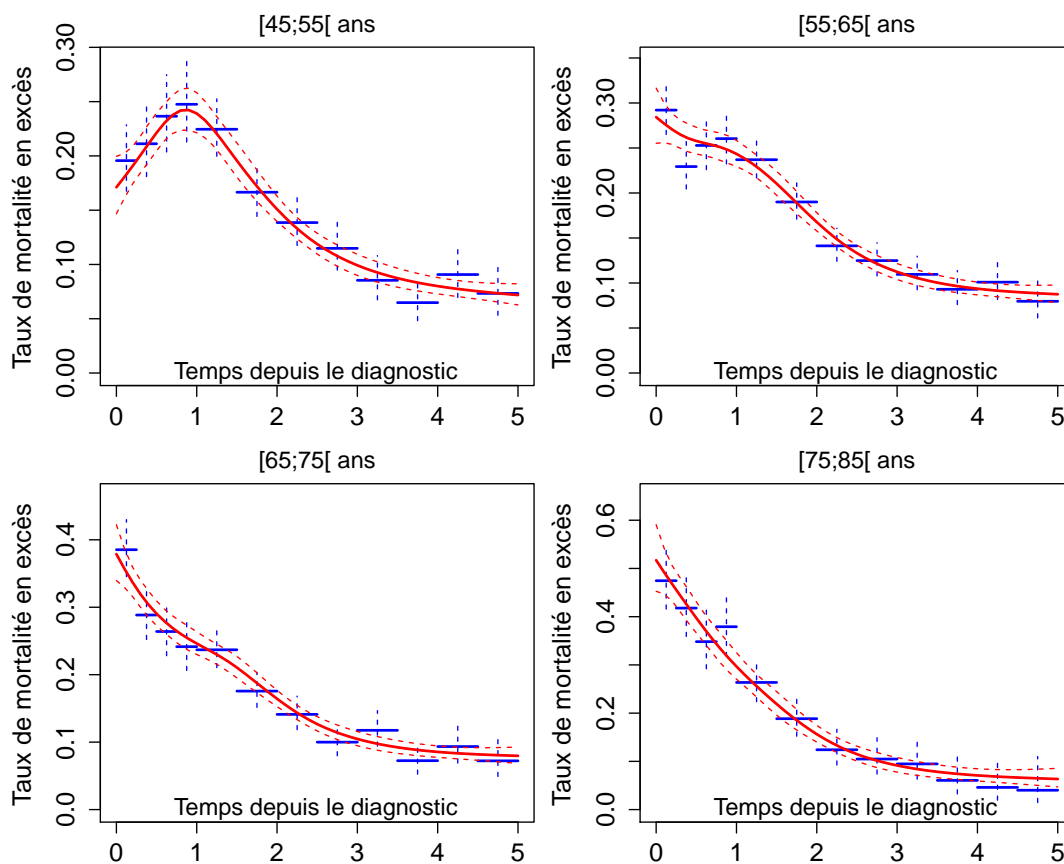 [45;55[ ans
Taux de mortalité en excès
0.00 0.10 0.20 0.30
Temps depuis le diagnostic
0 1 2 3 4 5
[55;65[ ans
Taux de mortalité en excès
0.00 0.10 0.20 0.30
Temps depuis le diagnostic
0 1 2 3 4 5
[65;75[ ans
Taux de mortalité en excès
0.0 0.1 0.2 0.3 0.4
Temps depuis le diagnostic
0 1 2 3 4 5
[75;85[ ans
Taux de mortalité en excès
0.0 0.2 0.4 0.6
Temps depuis le diagnostic
0 1 2 3 4 5